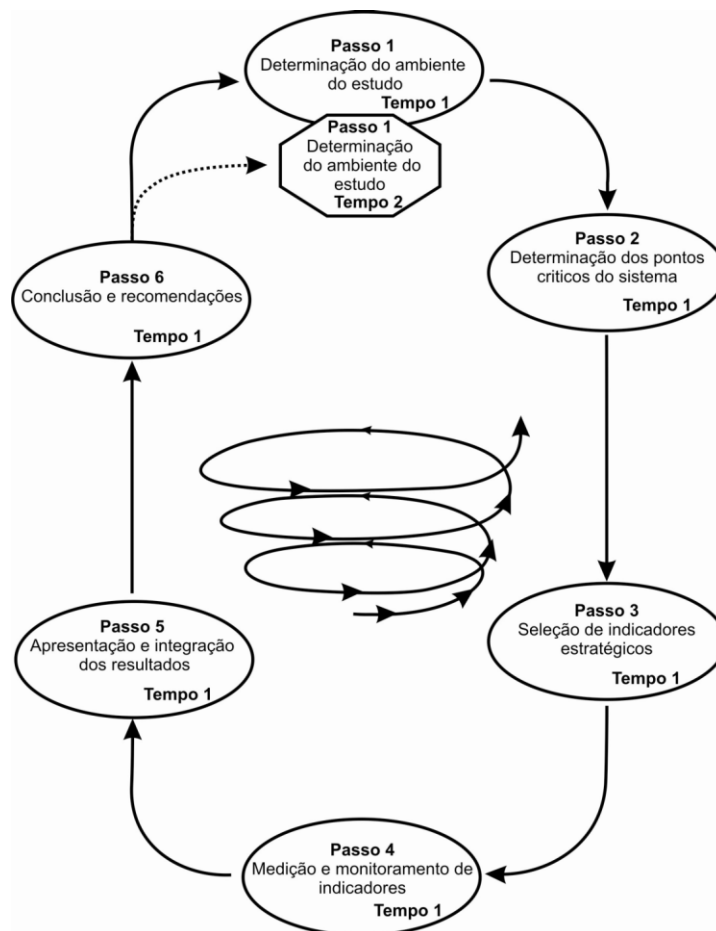 Passo 1
Determinação do ambiente
do estudo
Tempo 1
Passo 1
Determinação
do ambiente do
estudo
Tempo 2
Passo 2
Determinação dos pontos
criticos do sistema
Tempo 1
Passo 3
Seleção de indicadores
estratégicos
Tempo 1
Passo 4
Medição e monitoramento de
indicadores
Tempo 1
Passo 5
Apresentação e integração
dos resultados
Tempo 1
Passo 6
Conclusão e recomendações
Tempo 1